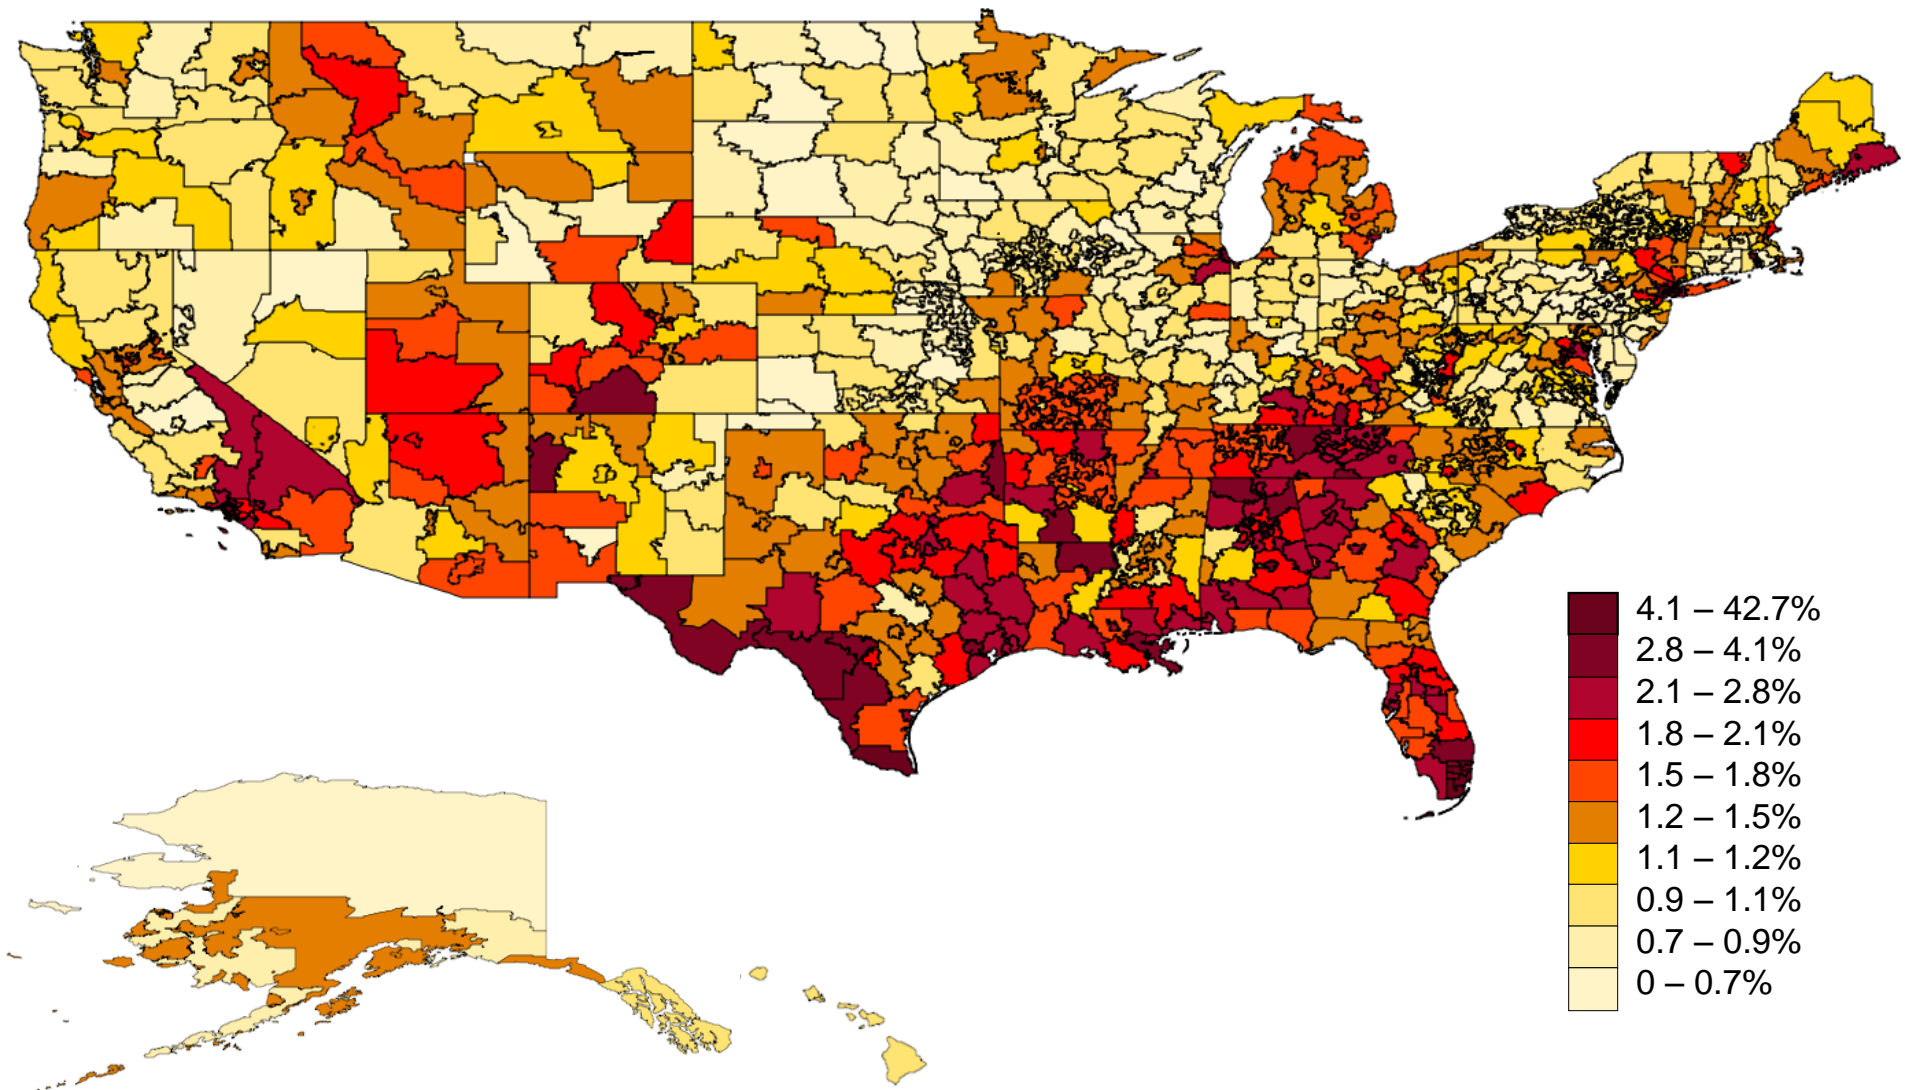 4.1 – 42.7%
2.8 – 4.1%
2.1 – 2.8%
1.8 – 2.1%
1.5 – 1.8%
1.2 – 1.5%
1.1 – 1.2%
0.9 – 1.1%
0.7 – 0.9%
0 – 0.7%